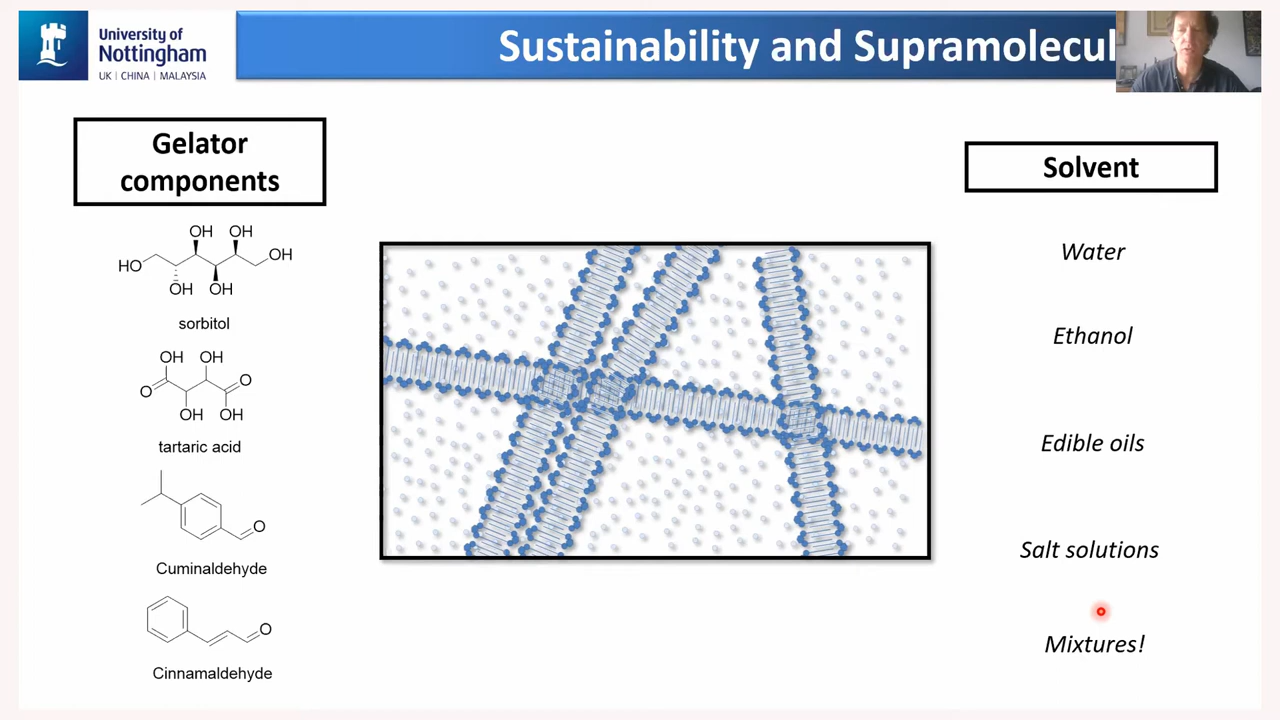 University of
Nottingham
UK | CHINA | MALAYSIA
Sustainability and Supramolecul
Gelator
components
OH OH
HO OH
OH OH
sorbitol
OH OH
O O
OH OH
tartaric acid
O
Cuminaldehyde
O
Cinnamaldehyde
Solvent
Water
Ethanol
Edible oils
Salt solutions
Mixtures!